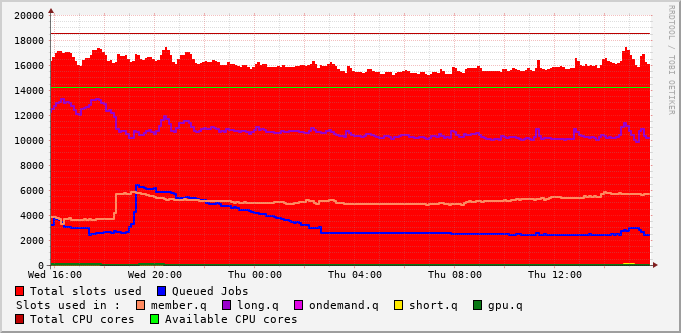 20000
18000
16000
14000
12000
10000
8000
6000
4000
2000
0
Wed 16:00 Wed 20:00 Thu 00:00 Thu 04:00 Thu 08:00 Thu 12:00
RRDTOOL / TOBI OETIKER
Total slots used Queued Jobs
Slots used in : member.q long.q ondemand.q short.q gpu.q
Total CPU cores Available CPU cores